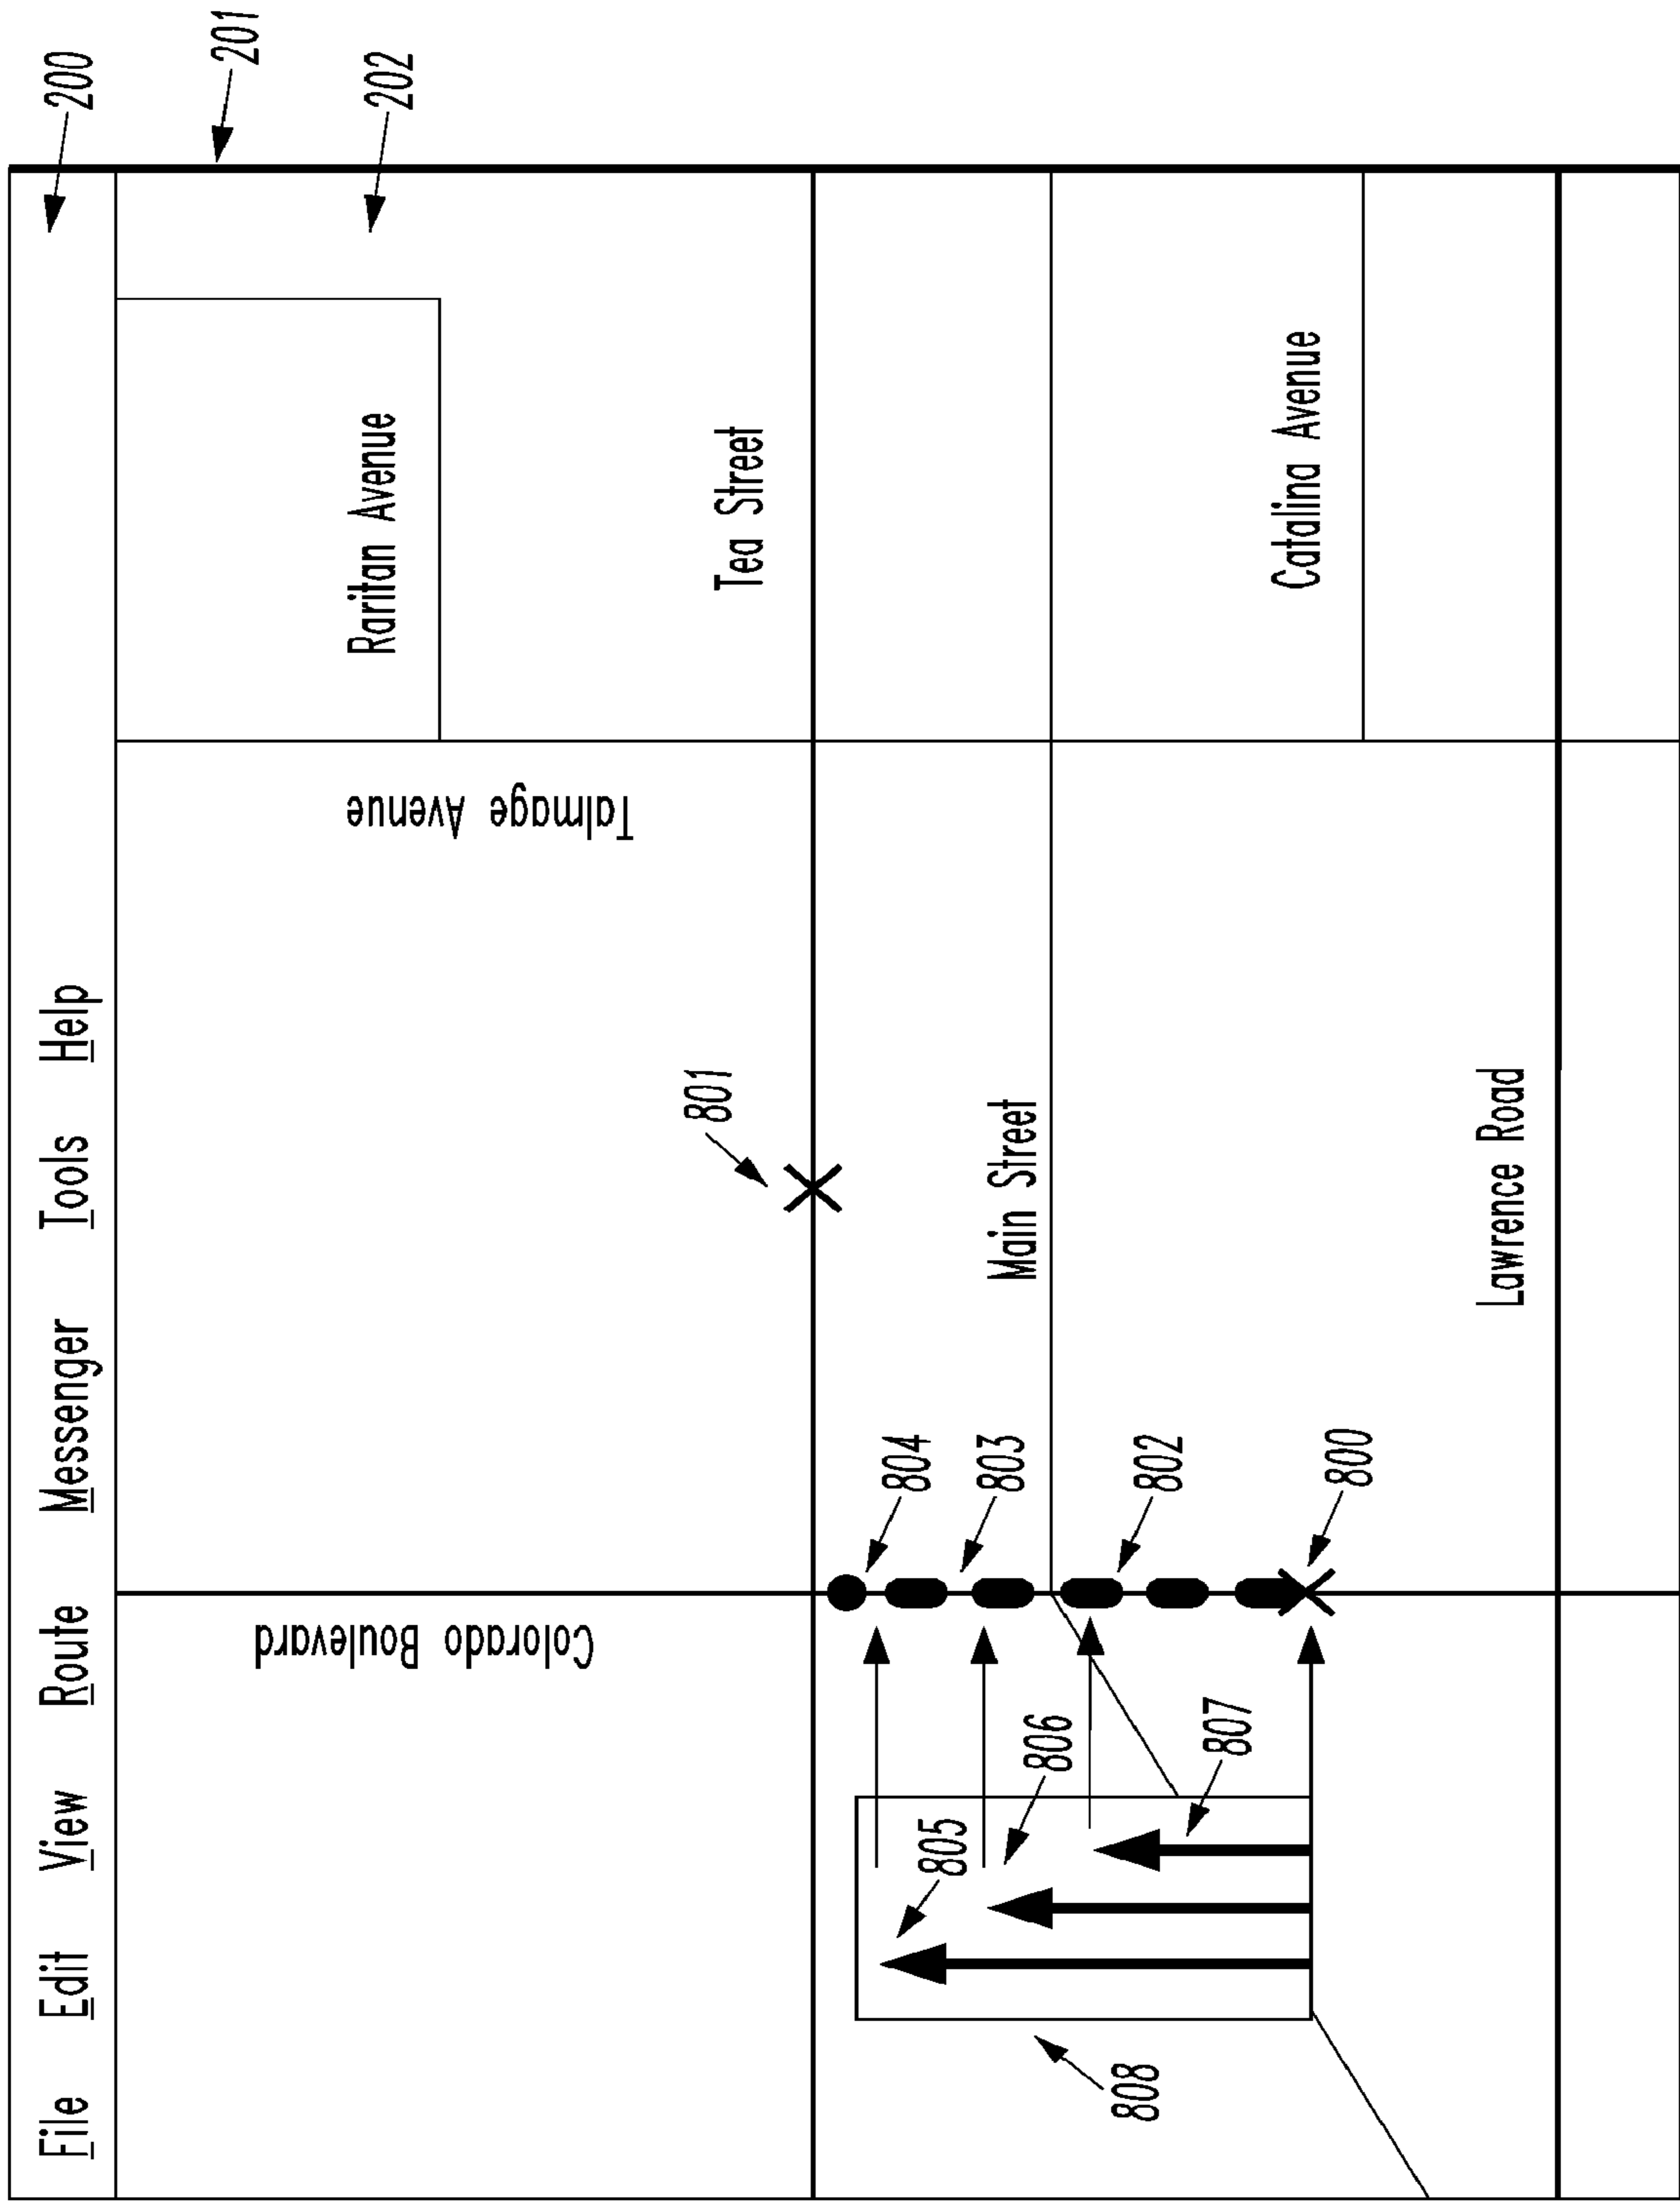 File Edit View Route Messenger Tools Help
200
201
202
Raritan Avenue
Talmage Avenue
Colorado Boulevard
Tea Street
801
804
803
Main Street
805
806
802
Catalina Avenue
808
807
800
Lawrence Road